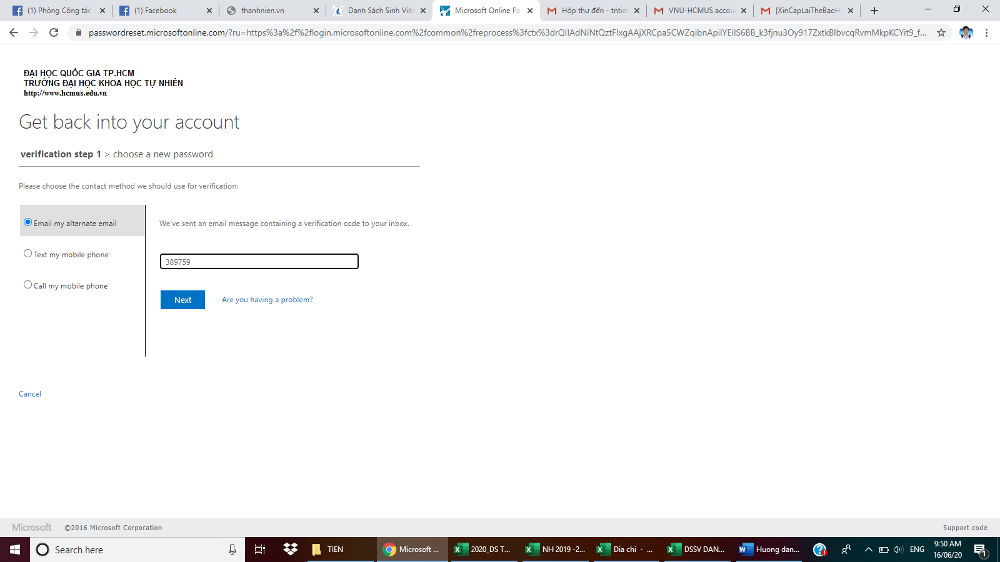 (1) Phòng Công tác
(1) Facebook
thanhnien.vn
Danh Sách Sinh Viên
Microsoft Online Pas
Hộp thư đến - tntien
VNU-HCMUS accou
[XinCapLaiTheBaoHi
passwordreset.microsoftonline.com/?ru=https%3a%2f%2flogin.microsoftonline.com%2fcommon%2freprocess%3fctx%3drQIIAdNiNtQztFIxgAAjXRCpa5CWZqibnApiIYEiIS6BB_k3fjnu3Oy917ZxtkBlbvcqRvmMkpKCYit9_f...
ĐẠI HỌC QUỐC GIA TP.HCM
TRƯỜNG ĐẠI HỌC KHOA HỌC TỰ NHIÊN
http://www.hcmus.edu.vn
Get back into your account
verification step 1 > choose a new password
Please choose the contact method we should use for verification:
Email my alternate email
We've sent an email message containing a verification code to your inbox.
Text my mobile phone
389759
Call my mobile phone
Next
Are you having a problem?
Cancel
Microsoft ©2016 Microsoft Corporation
Support code
Search here
TIEN
Microsoft ...
2020_DS T...
NH 2019 -2...
Dia chi - ...
DSSV DAN...
Huong dan...
ENG
9:50 AM
16/06/20
1